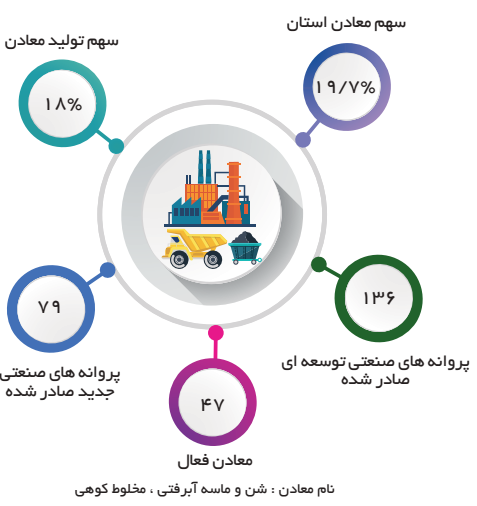 سهم معادن استان
۱۹/۷%
سهم تولید معادن
۱۸%
۱۳۶
پروانه های صنعتی توسعه ای
صادر شده
۷۹
پروانه های صنعتی
جدید صادر شده
۴۷
معادن فعال
نام معادن : شن و ماسه آبرفتی ، مخلوط کوهی